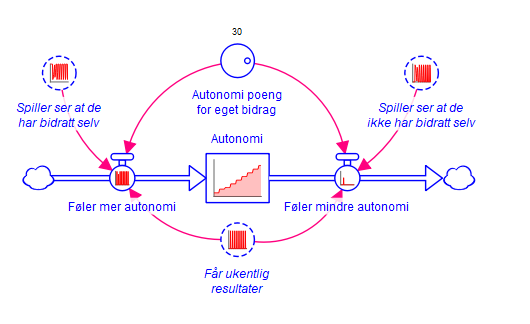 30
Spiller ser at de
har bidratt selv
Autonomi poeng
for eget bidrag
Spiller ser at de
ikke har bidratt selv
Autonomi
Føler mer autonomi
Føler mindre autonomi
Får ukentlig
resultater